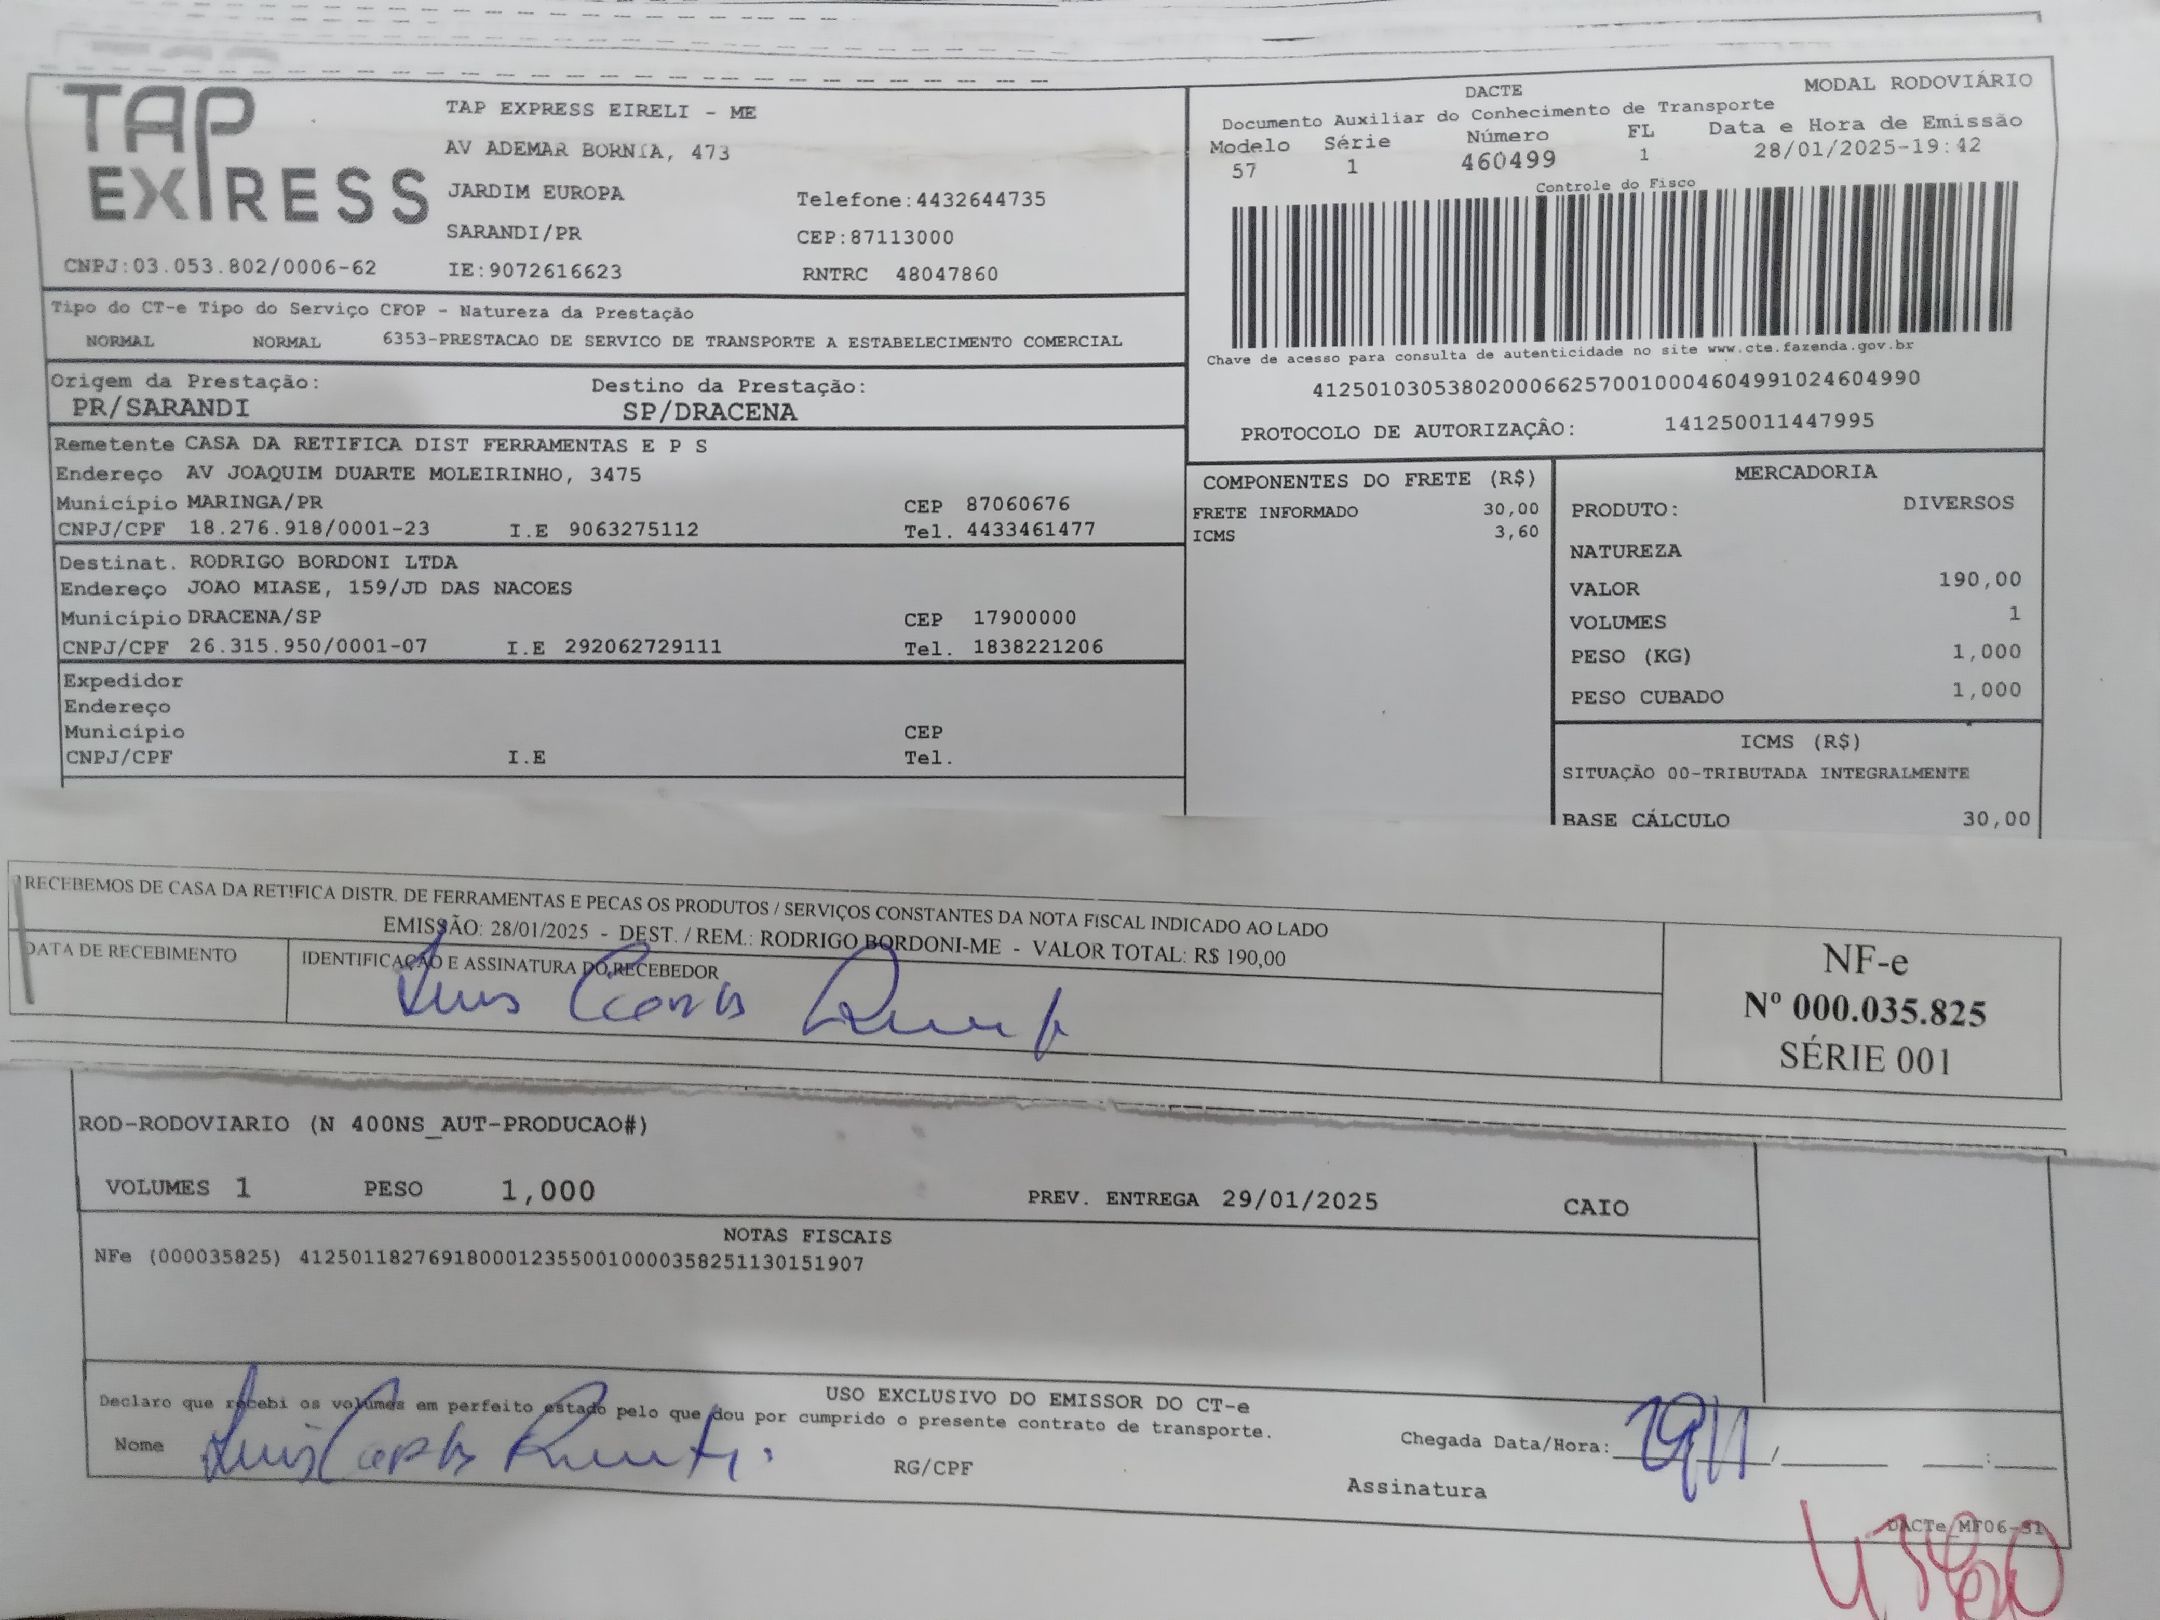 TAP EXPRESS
TAP EXPRESS EIRELI - ME
AV ADEMAR BORNIA, 473
JARDIM EUROPA Telefone:4432644735
SARANDI/PR CEP:87113000
CNPJ:03.053.802/0006-62 IE:9072616623 RNTRC 48047860
DACTE MODAL RODOVIÁRIO
Documento Auxiliar do Conhecimento de Transporte
Modelo Série Número FL Data e Hora de Emissão
57 1 460499 1 28/01/2025-19:42
Controle do Fisco
Chave de acesso para consulta de autenticidade no site www.cte.fazenda.gov.br
41250103053802000662570010004604991024604990
PROTOCOLO DE AUTORIZAÇÂO: 141250011447995
Tipo do CT-e Tipo do Serviço CFOP - Natureza da Prestação
NORMAL NORMAL 6353-PRESTACAO DE SERVICO DE TRANSPORTE A ESTABELECIMENTO COMERCIAL
Origem da Prestação: Destino da Prestação:
PR/SARANDI SP/DRACENA
Remetente CASA DA RETIFICA DIST FERRAMENTAS E P S
Endereço AV JOAQUIM DUARTE MOLEIRINHO, 3475
Município MARINGA/PR CEP 87060676
CNPJ/CPF 18.276.918/0001-23 I.E 9063275112 Tel. 4433461477
Destinat. RODRIGO BORDONI LTDA
Endereço JOAO MIASE, 159/JD DAS NACOES
Município DRACENA/SP CEP 17900000
CNPJ/CPF 26.315.950/0001-07 I.E 292062729111 Tel. 1838221206
Expedidor
Endereço
Município CEP
CNPJ/CPF I.E Tel.
COMPONENTES DO FRETE (R$)
FRETE INFORMADO 30,00
ICMS 3,60
MERCADORIA
PRODUTO: DIVERSOS
NATUREZA
VALOR 190,00
VOLUMES 1
PESO (KG) 1,000
PESO CUBADO 1,000
ICMS (R$)
SITUAÇÃO 00-TRIBUTADA INTEGRALMENTE
BASE CÁLCULO 30,00
RECEBEMOS DE CASA DA RETIFICA DISTR. DE FERRAMENTAS E PECAS OS PRODUTOS / SERVIÇOS CONSTANTES DA NOTA FISCAL INDICADO AO LADO
EMISSÃO: 28/01/2025 - DEST. / REM.: RODRIGO BORDONI-ME - VALOR TOTAL: R$ 190,00
DATA DE RECEBIMENTO IDENTIFICAÇÃO E ASSINATURA DO RECEBEDOR
Luis Carlos
NF-e
Nº 000.035.825
SÉRIE 001
ROD-RODOVIARIO (N 400NS_AUT-PRODUCAO#)
VOLUMES 1 PESO 1,000 PREV. ENTREGA 29/01/2025 CAIO
NOTAS FISCAIS
NFe (000035825) 41250118276918000123550010000358251130151907
USO EXCLUSIVO DO EMISSOR DO CT-e
Declaro que recebi os volumes em perfeito estado pelo que dou por cumprido o presente contrato de transporte.
Nome Luis Carlos RG/CPF
Chegada Data/Hora: / :
Assinatura
DACTe_MF06-31